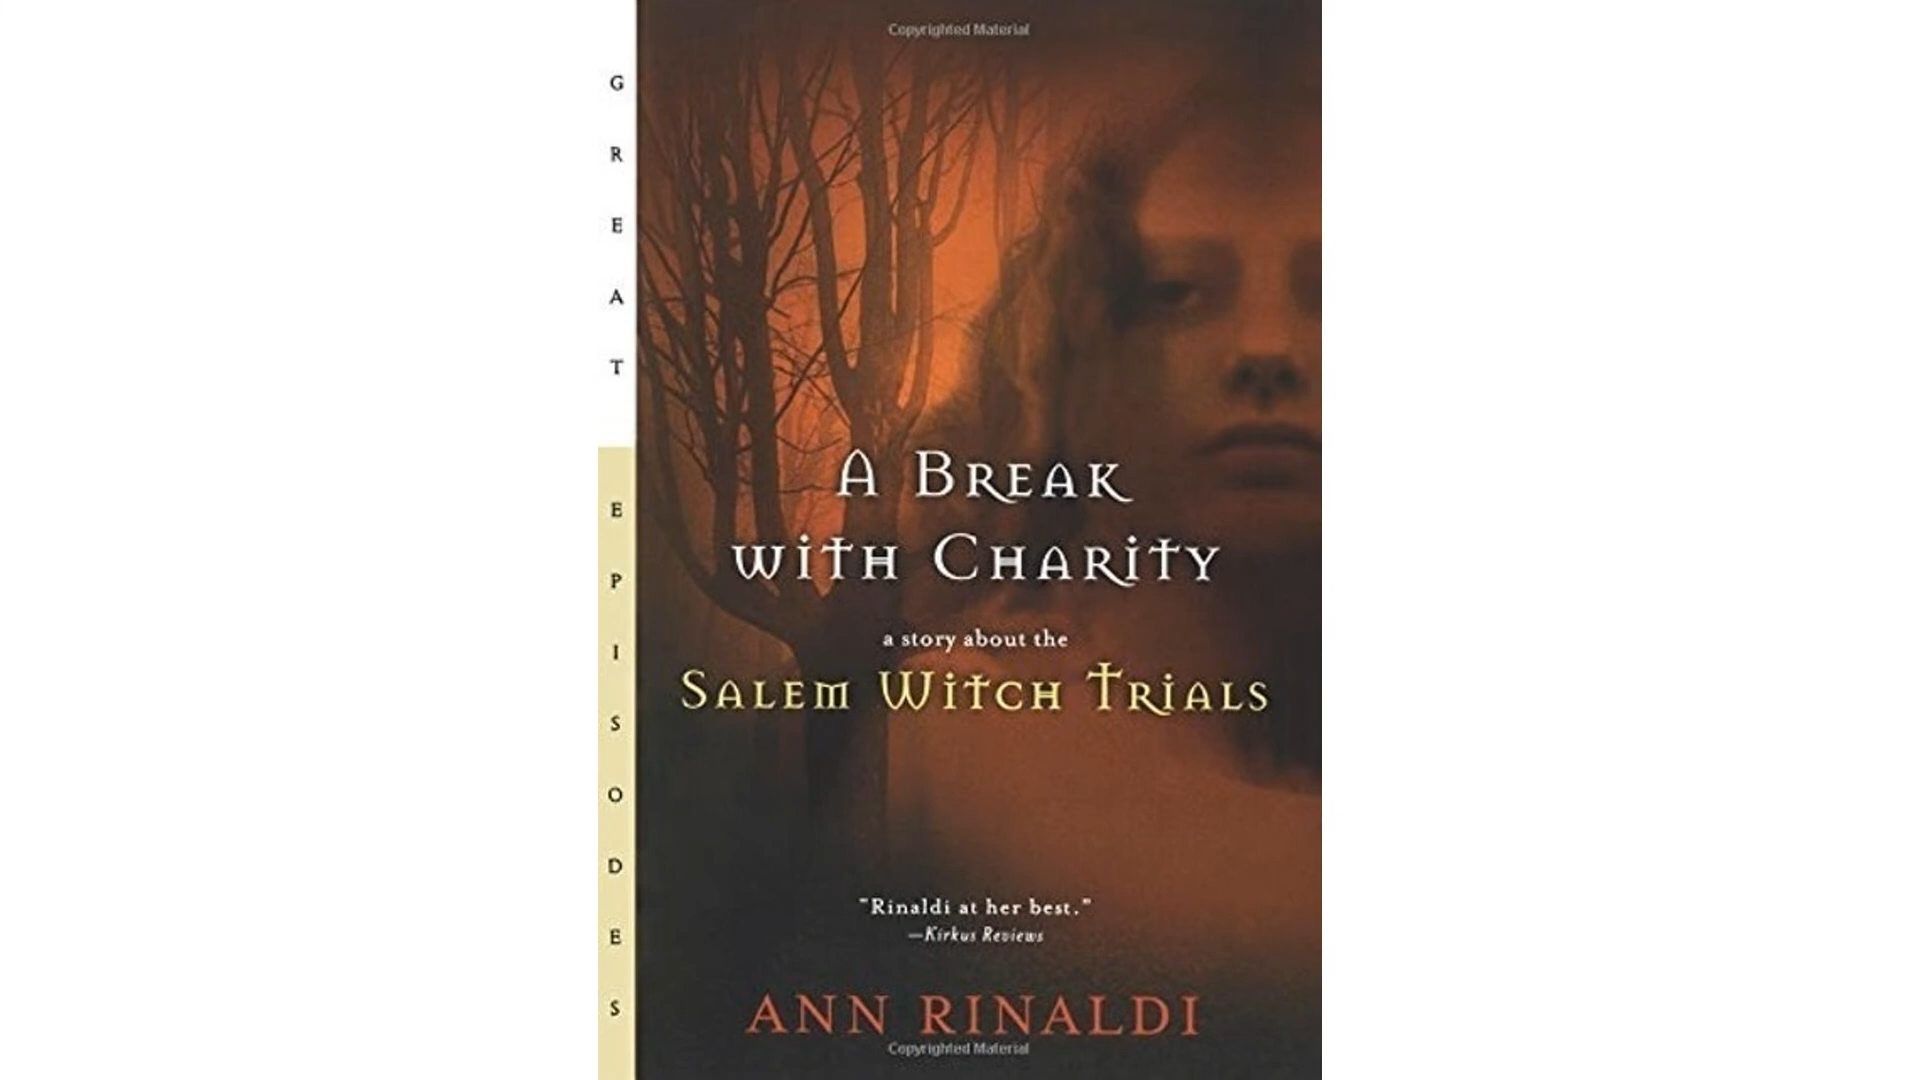 Copyrighted Material
GREAT EPISODES
A BREAK
WITH CHARITY
a story about the
SALEM WITCH TRIALS
"Rinaldi at her best."
—Kirkus Reviews
ANN RINALDI
Copyrighted Material